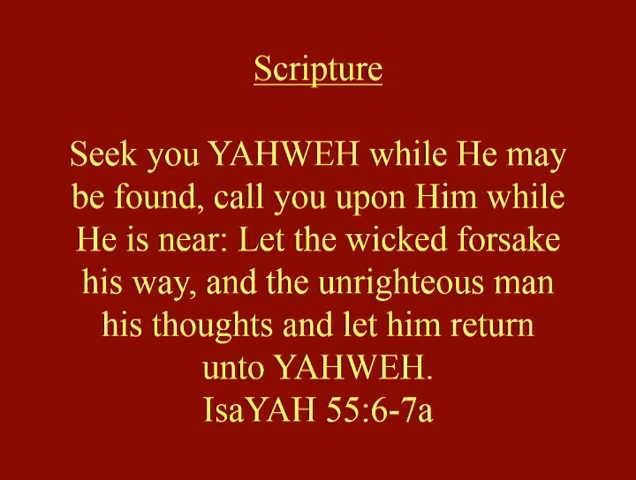 Scripture
Seek you YAHWEH while He may
be found, call you upon Him while
He is near: Let the wicked forsake
his way, and the unrighteous man
his thoughts and let him return
unto YAHWEH.
IsaYAH 55:6-7a